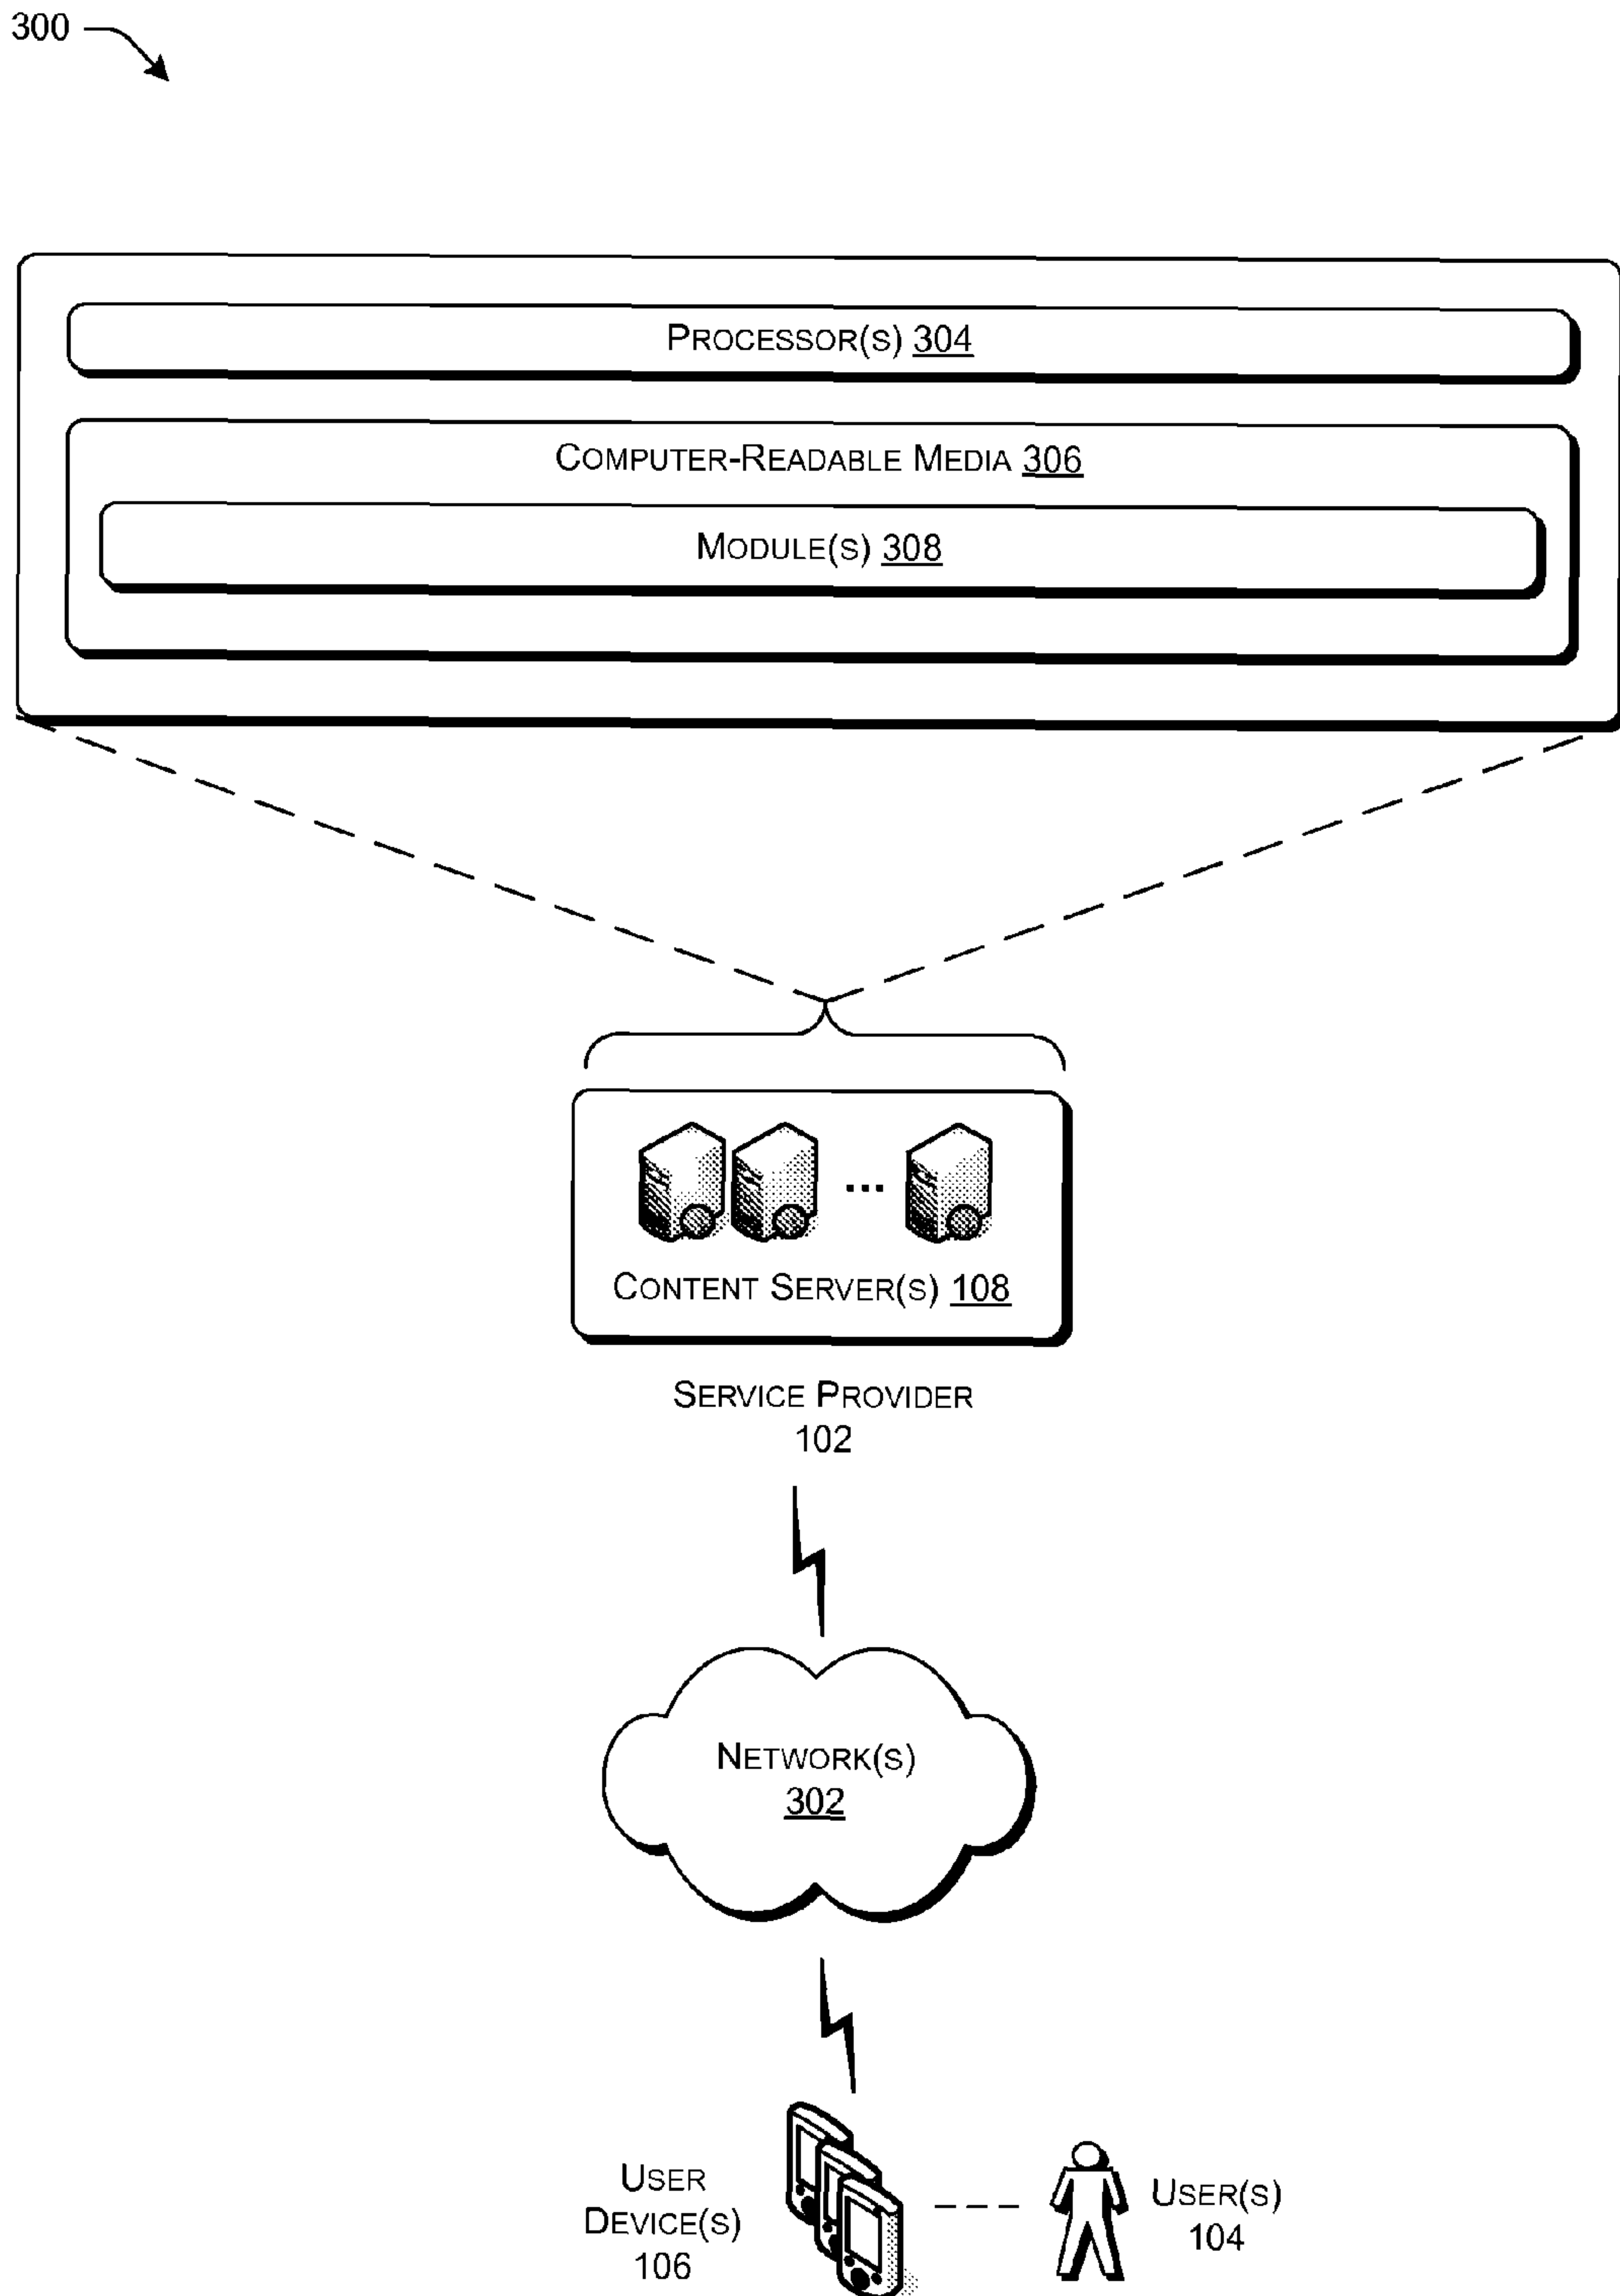 300
PROCESSOR(S) 304
COMPUTER-READABLE MEDIA 306
MODULE(S) 308
...
CONTENT SERVER(S) 108
SERVICE PROVIDER
102
NETWORK(S)
302
USER
DEVICE(S)
106
USER(S)
104